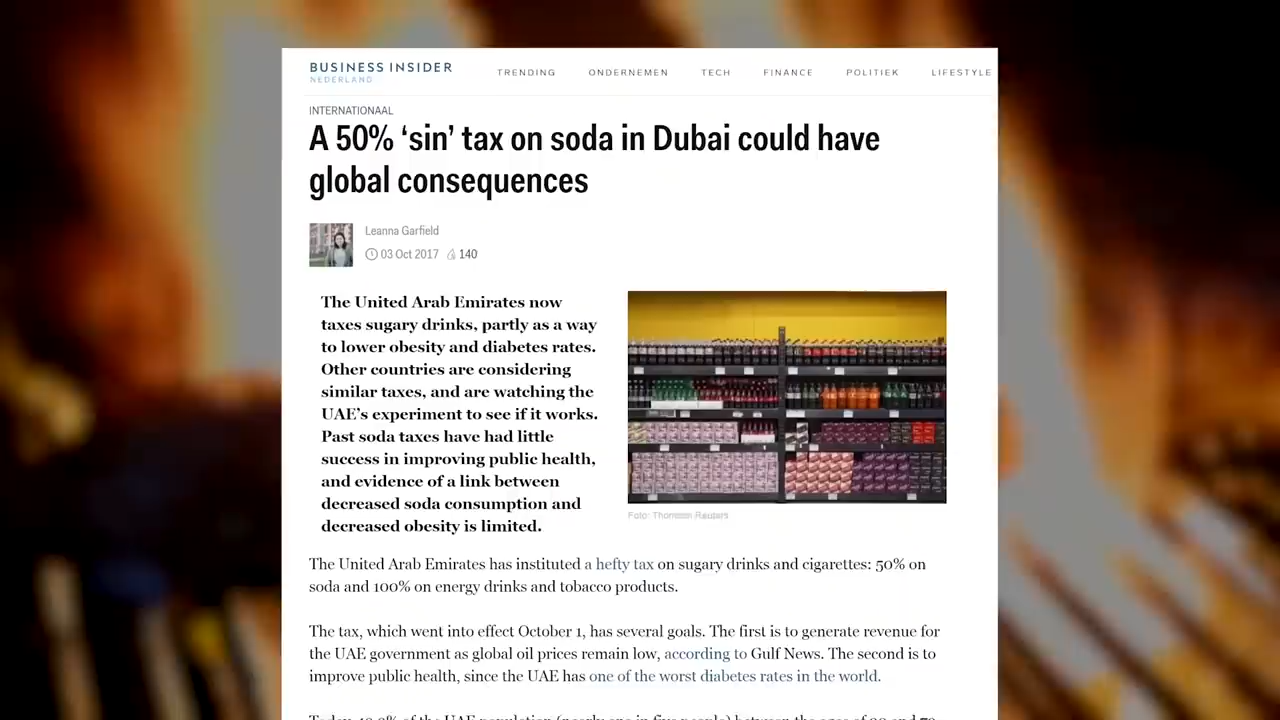 BUSINESS INSIDER
NEDERLAND
TRENDING ONDERNEMEN TECH FINANCE POLITIEK LIFESTYLE
INTERNATIONAAL
A 50% ‘sin’ tax on soda in Dubai could have
global consequences
Leanna Garfield
03 Oct 2017 140
The United Arab Emirates now
taxes sugary drinks, partly as a way
to lower obesity and diabetes rates.
Other countries are considering
similar taxes, and are watching the
UAE’s experiment to see if it works.
Past soda taxes have had little
success in improving public health,
and evidence of a link between
decreased soda consumption and
decreased obesity is limited.
Foto: Thomson Reuters
The United Arab Emirates has instituted a hefty tax on sugary drinks and cigarettes: 50% on
soda and 100% on energy drinks and tobacco products.
The tax, which went into effect October 1, has several goals. The first is to generate revenue for
the UAE government as global oil prices remain low, according to Gulf News. The second is to
improve public health, since the UAE has one of the worst diabetes rates in the world.